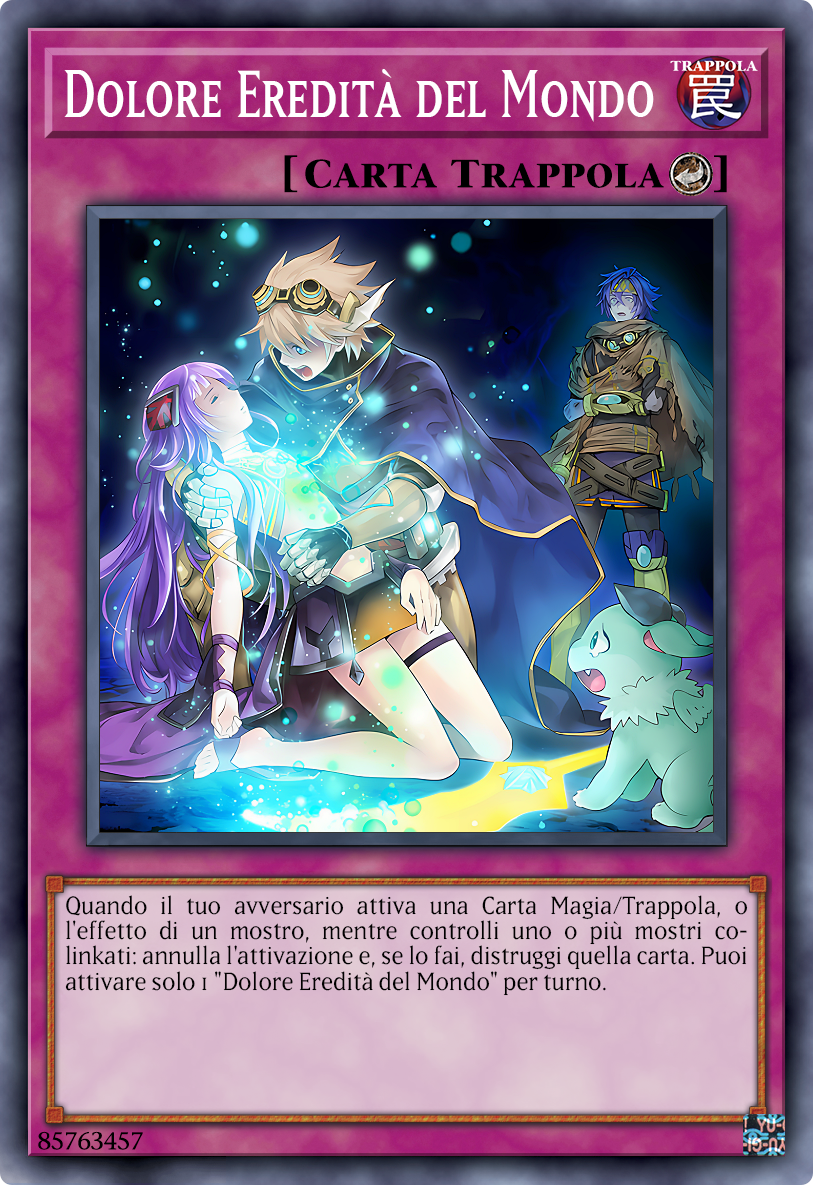 Dolore Eredità del Mondo
TRAPPOLA
罠
[Carta Trappola]
Quando il tuo avversario attiva una Carta Magia/Trappola, o
l'effetto di un mostro, mentre controlli uno o più mostri co-
linkati: annulla l'attivazione e, se lo fai, distruggi quella carta. Puoi
attivare solo 1 "Dolore Eredità del Mondo" per turno.
85763457